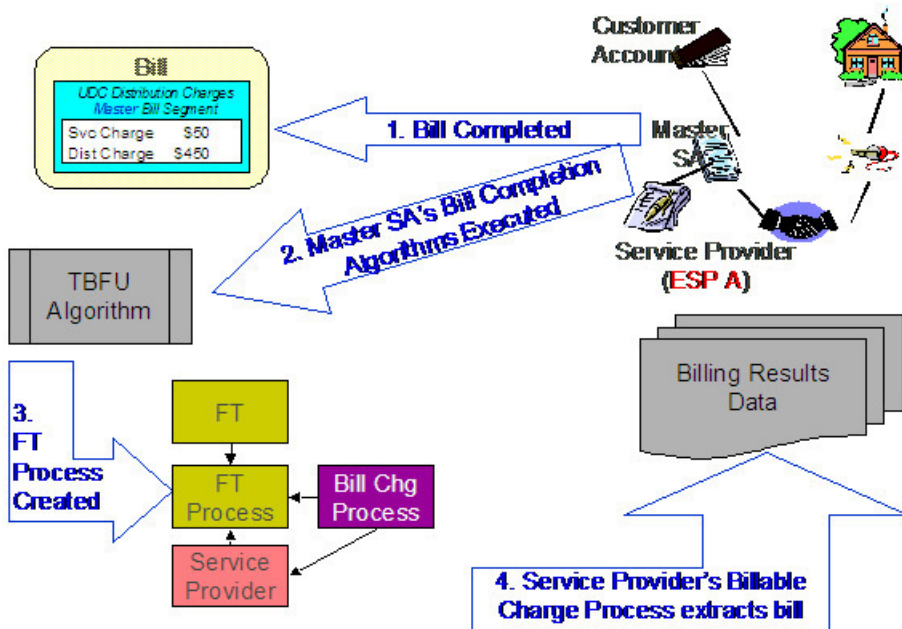 Customer
Account
Bill
UDC Distribution Charges
Master Bill Segment
Svc Charge $50
Dist Charge $450
1. Bill Completed
Master
SA
2. Master SA's Bill Completion
Algorithms Executed
Service Provider
(ESP A)
TBFU
Algorithm
Billing Results
Data
3.
FT
Process
Created
FT
FT
Process
Bill Chg
Process
Service
Provider
4. Service Provider's Billable
Charge Process extracts bill